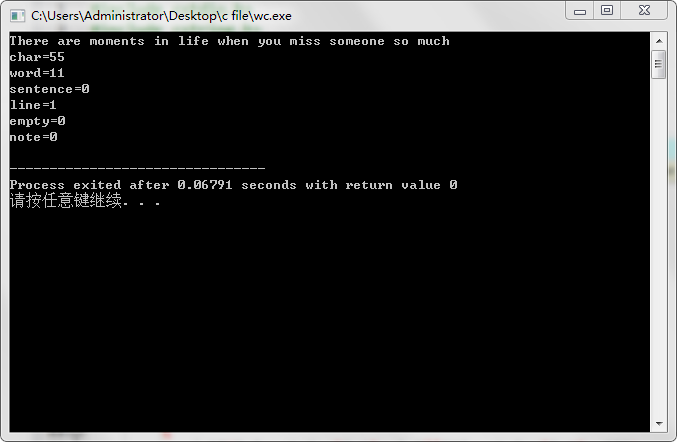 C:\Users\Administrator\Desktop\c file\wc.exe
There are moments in life when you miss someone so much
char=55
word=11
sentence=0
line=1
empty=0
note=0
--------------------------------
Process exited after 0.06791 seconds with return value 0
请按任意键继续. . .